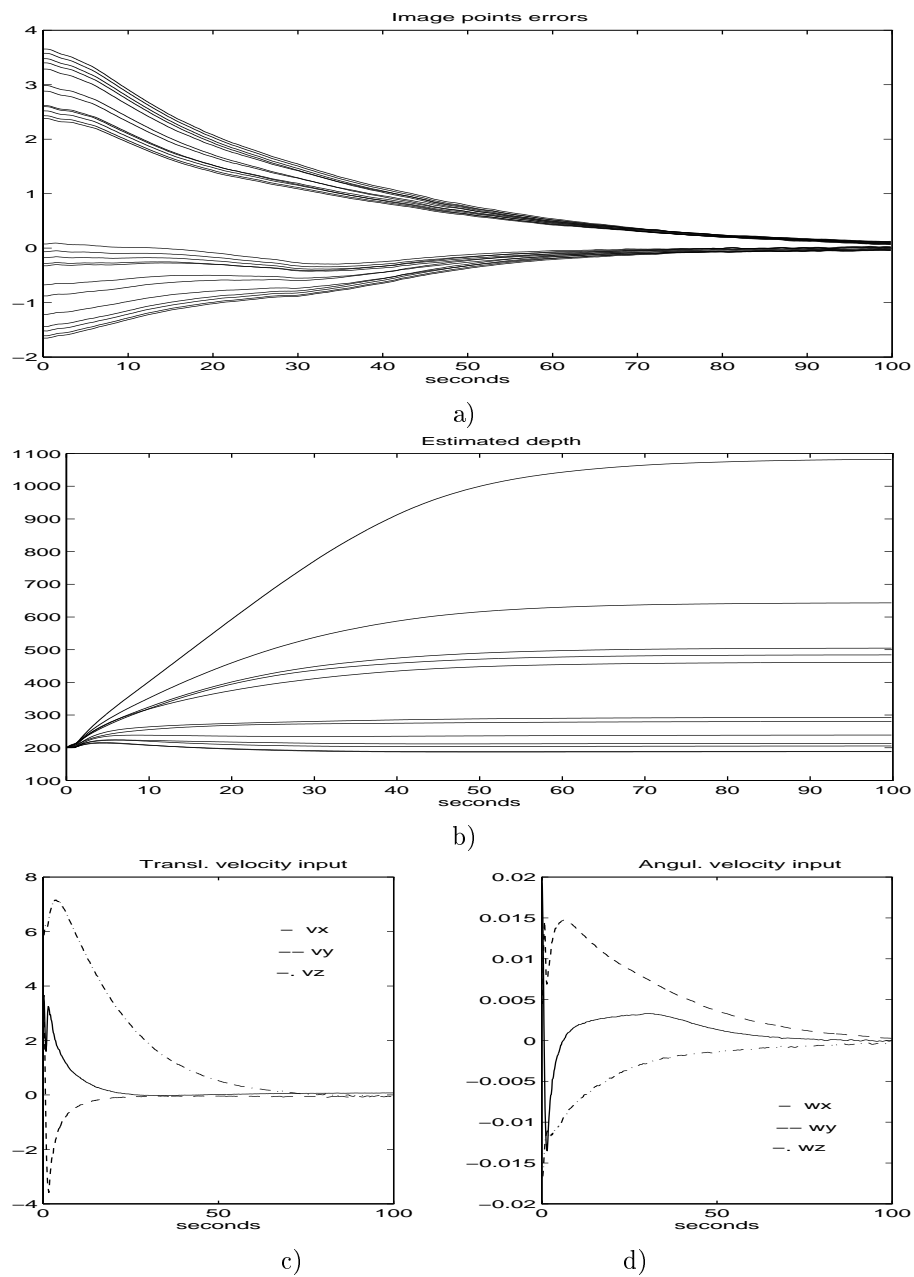 Image points errors
4
3
2
1
0
−1
−2
0 10 20 30 40 50 60 70 80 90 100
seconds
a)
Estimated depth
1100
1000
900
800
700
600
500
400
300
200
100
0 10 20 30 40 50 60 70 80 90 100
seconds
b)
Transl. velocity input
8
6
4
2
0
−2
−4
vx
vy
vz
0 50 100
seconds
c)
Angul. velocity input
0.02
0.015
0.01
0.005
0
−0.005
−0.01
−0.015
−0.02
wx
wy
wz
0 50 100
seconds
d)